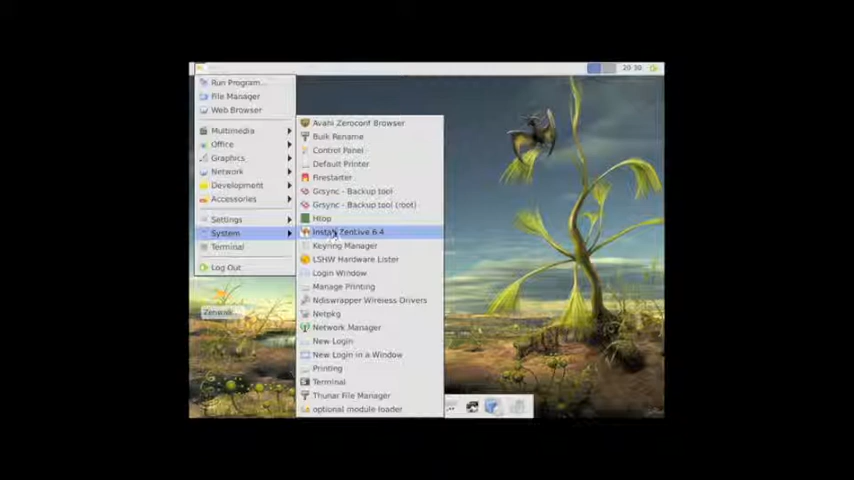 20 30
Run Program...
File Manager
Web Browser
Multimedia
Office
Graphics
Network
Development
Accessories
Settings
System
Terminal
Log Out
Avahi Zeroconf Browser
Bulk Rename
Control Panel
Default Printer
Firestarter
Grsync - Backup tool
Grsync - Backup tool (root)
Htop
Install ZenLive 6.4
Keyring Manager
LSHW Hardware Lister
Login Window
Manage Printing
Ndiswrapper Wireless Drivers
Netpkg
Network Manager
New Login
New Login in a Window
Printing
Terminal
Thunar File Manager
optional module loader